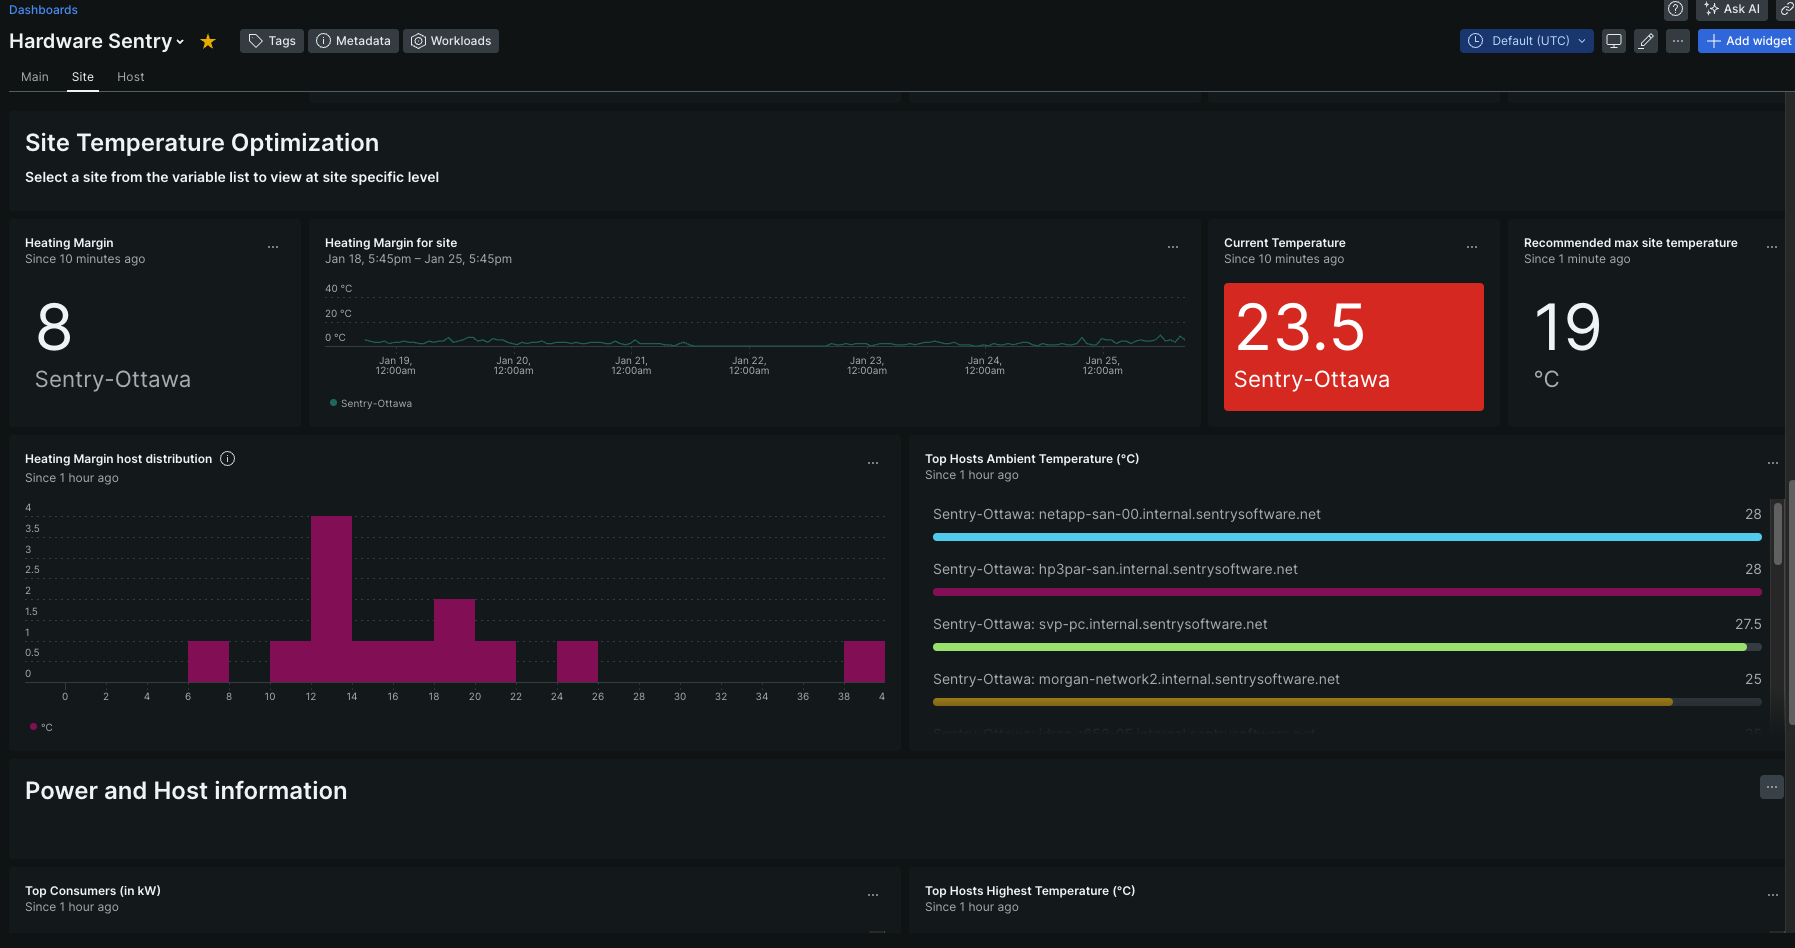 Dashboards
Ask AI
Hardware Sentry
Tags
Metadata
Workloads
Default (UTC)
Add widget
Main
Site
Host
Site Temperature Optimization
Select a site from the variable list to view at site specific level
Heating Margin
Since 10 minutes ago
8
Sentry-Ottawa
Heating Margin for site
Jan 18, 5:45pm – Jan 25, 5:45pm
40 °C
20 °C
0 °C
Jan 19,
12:00am
Jan 20,
12:00am
Jan 21,
12:00am
Jan 22,
12:00am
Jan 23,
12:00am
Jan 24,
12:00am
Jan 25,
12:00am
Sentry-Ottawa
Current Temperature
Since 10 minutes ago
23.5
Sentry-Ottawa
Recommended max site temperature
Since 1 minute ago
19
°C
Heating Margin host distribution
Since 1 hour ago
4
3.5
3
2.5
2
1.5
1
0.5
0
0 2 4 6 8 10 12 14 16 18 20 22 24 26 28 30 32 34 36 38 4
°C
Top Hosts Ambient Temperature (°C)
Since 1 hour ago
Sentry-Ottawa: netapp-san-00.internal.sentrysoftware.net 28
Sentry-Ottawa: hp3par-san.internal.sentrysoftware.net 28
Sentry-Ottawa: svp-pc.internal.sentrysoftware.net 27.5
Sentry-Ottawa: morgan-network2.internal.sentrysoftware.net 25
Power and Host information
Top Consumers (in kW)
Since 1 hour ago
Top Hosts Highest Temperature (°C)
Since 1 hour ago